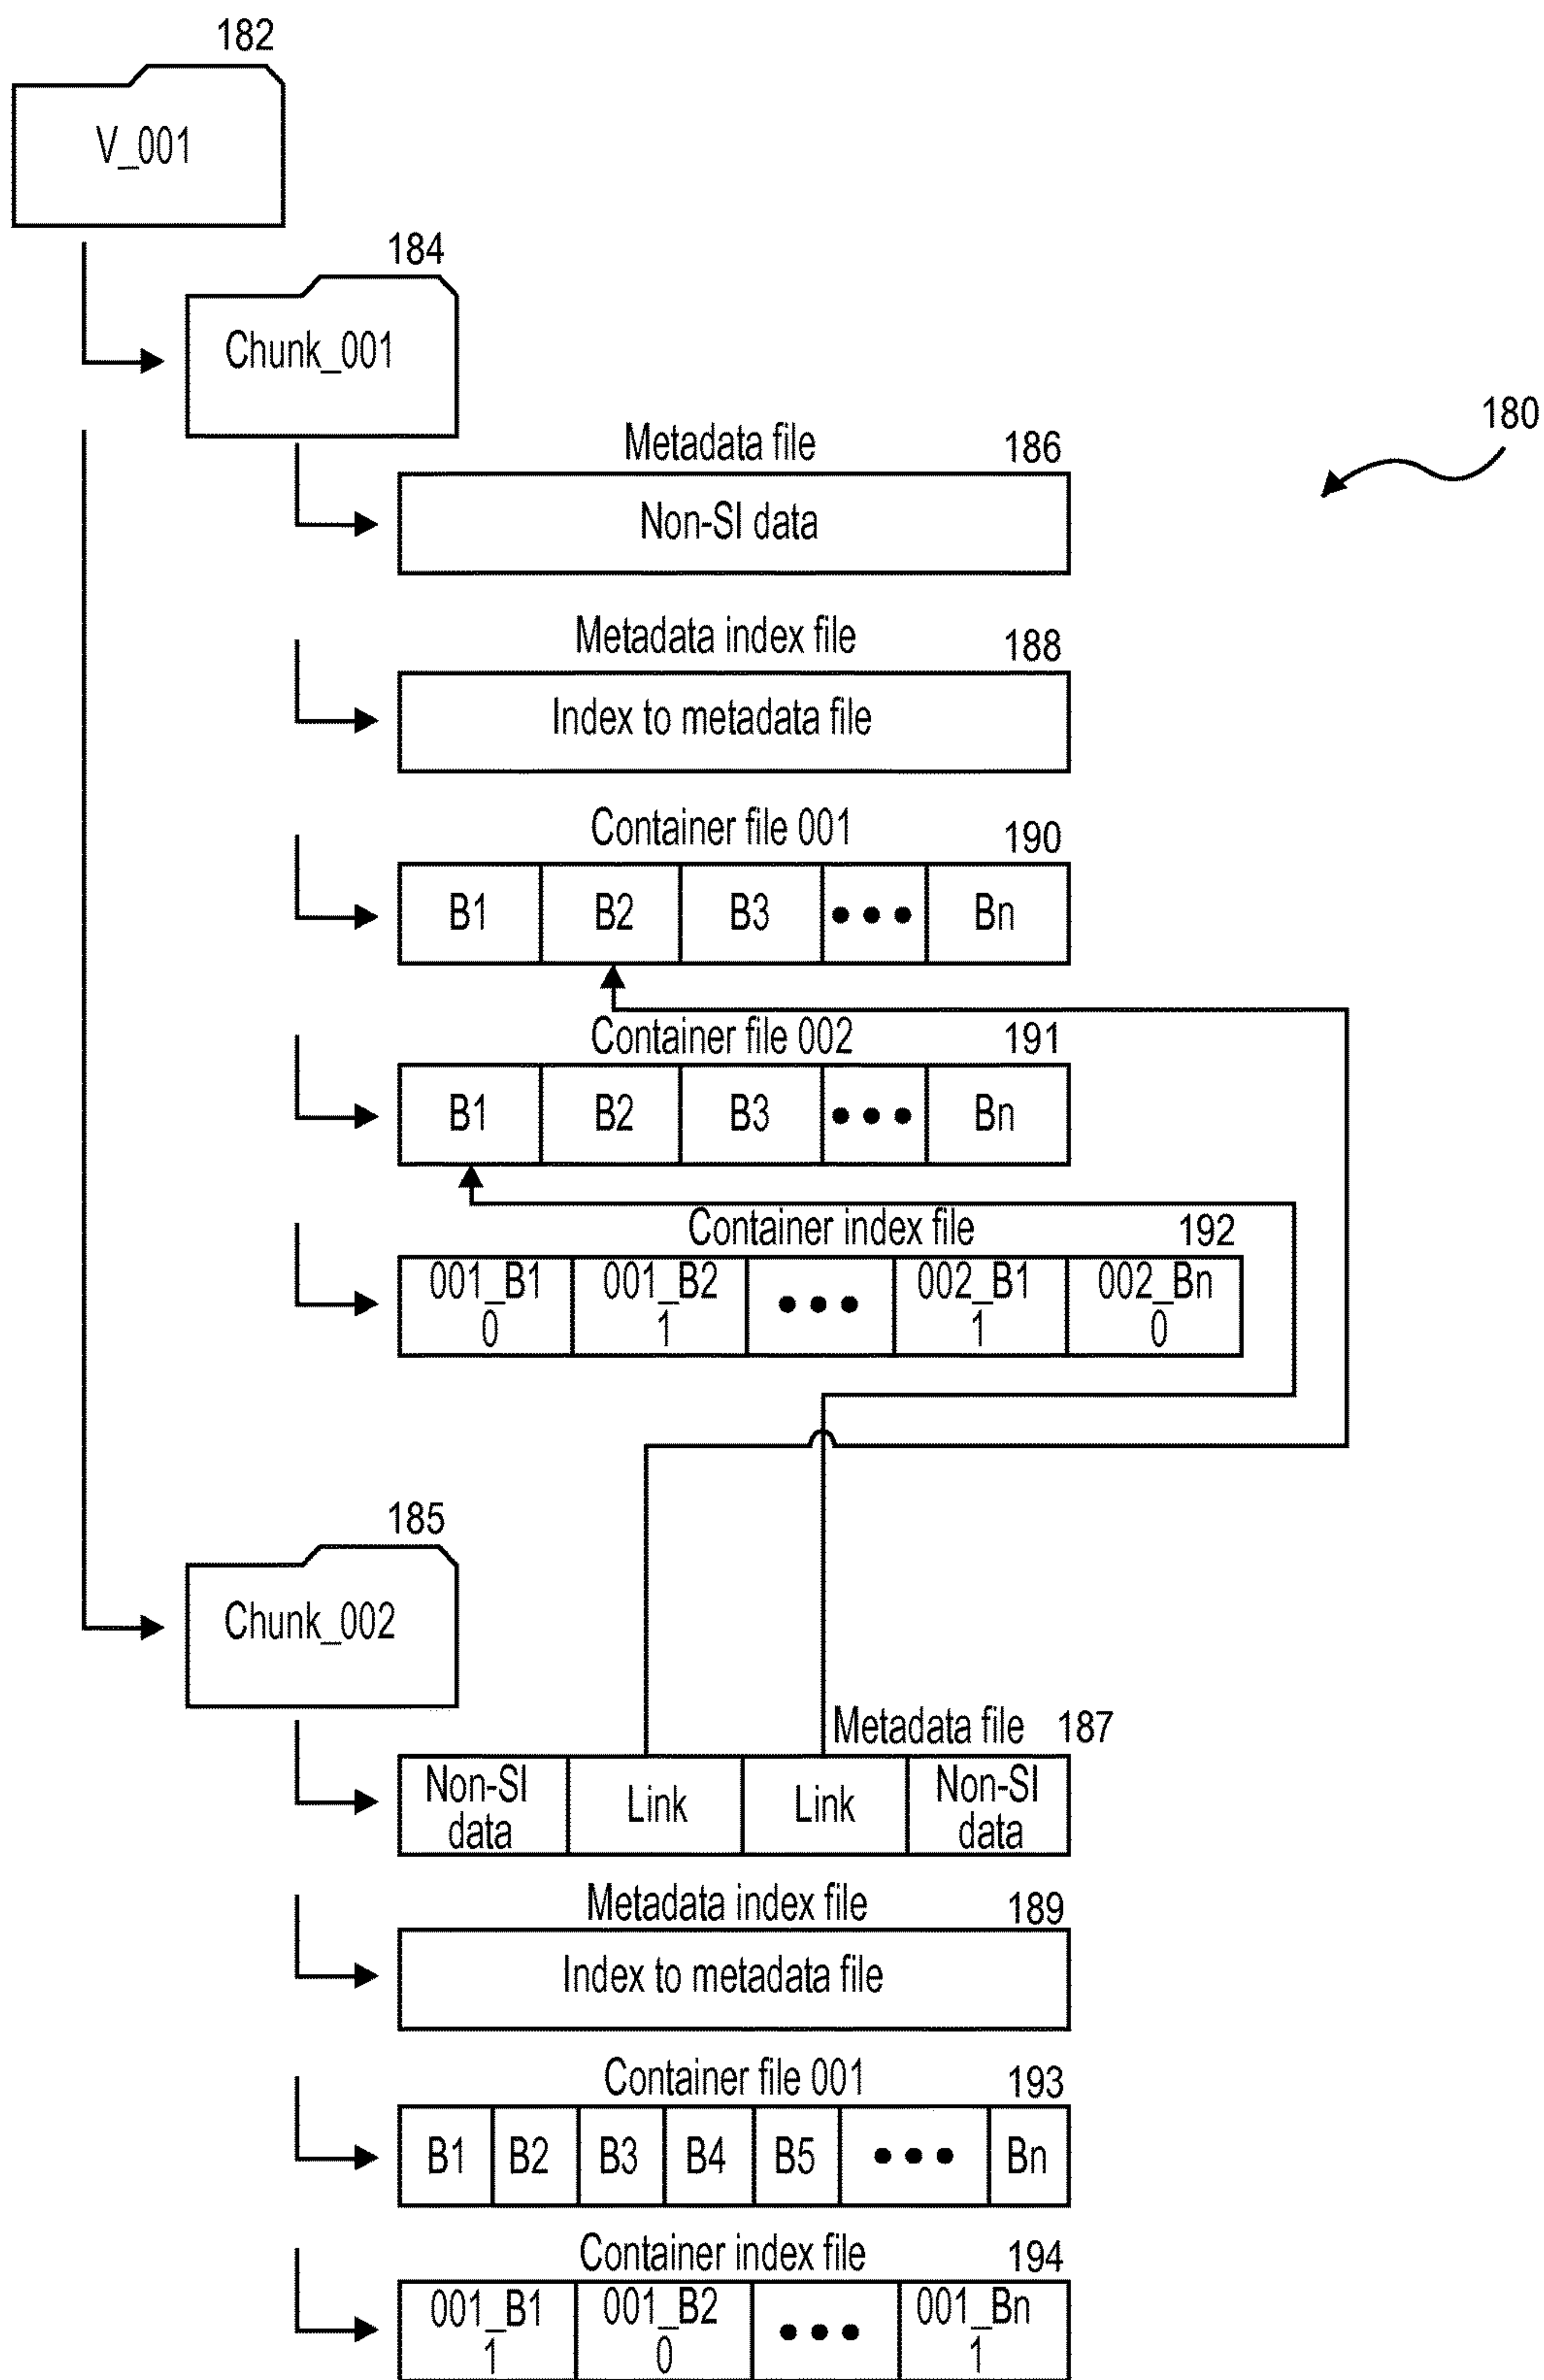 182
V_001
184
Chunk_001
180
Metadata file 186
Non-SI data
Metadata index file 188
Index to metadata file
Container file 001 190
B1 B2 B3 ••• Bn
Container file 002 191
B1 B2 B3 ••• Bn
Container index file 192
001_B1 001_B2 ••• 002_B1 002_Bn
0 1 1 0
185
Chunk_002
Metadata file 187
Non-SI Link Link Non-SI
data data
Metadata index file 189
Index to metadata file
Container file 001 193
B1 B2 B3 B4 B5 ••• Bn
Container index file 194
001_B1 001_B2 ••• 001_Bn
1 0 1